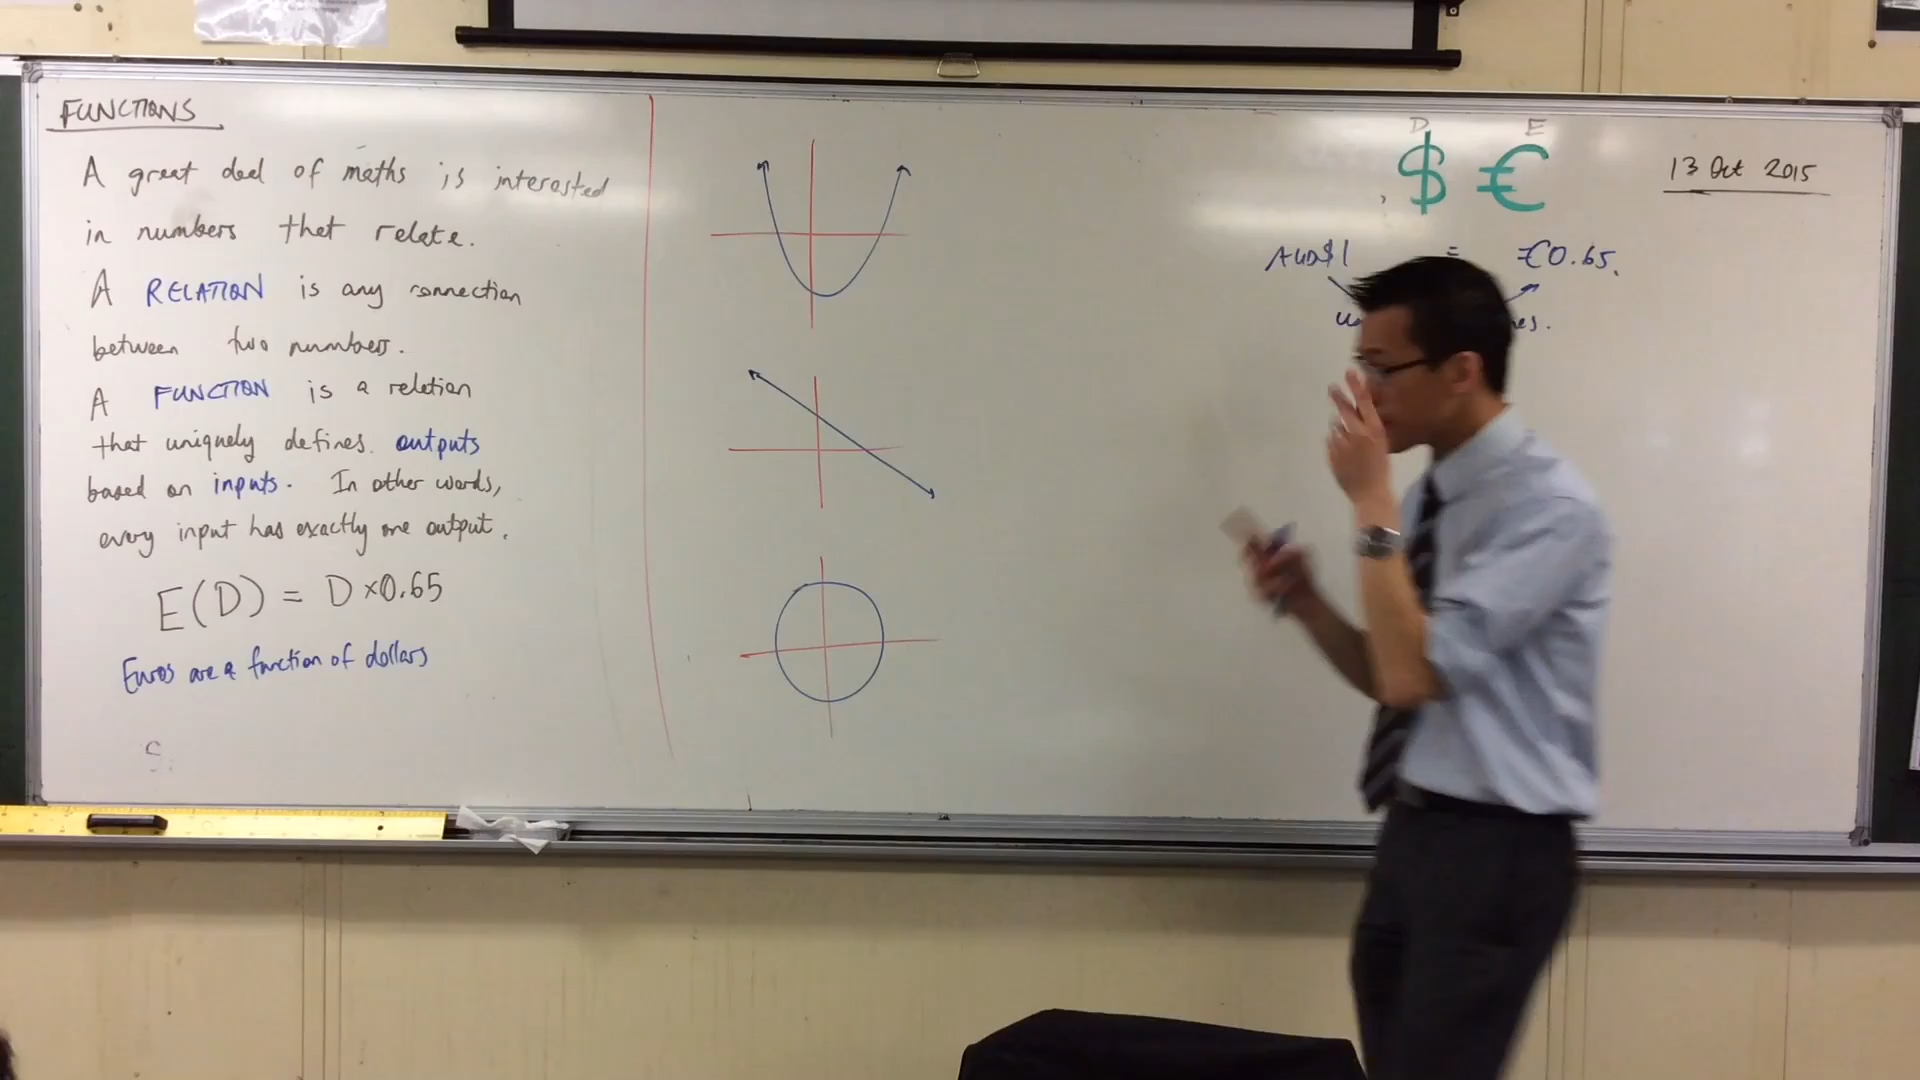 FUNCTIONS
A great deal of maths is interested
in numbers that relate.
A RELATION is any connection
between two numbers.
A FUNCTION is a relation
that uniquely defines outputs
based on inputs. In other words,
every input has exactly one output.
E(D) = D×0.65
Euros are a function of dollars
S
D E
$ €
13 Oct 2015
AUD$1 = €0.65.